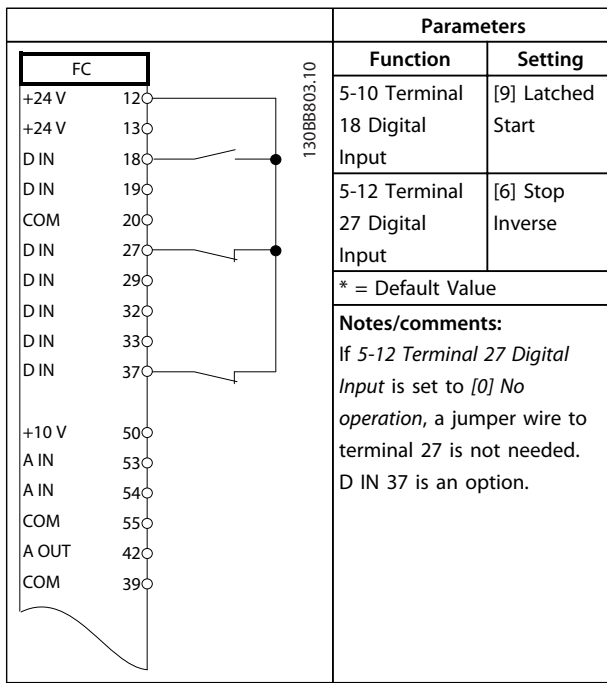 FC
+24 V 12
+24 V 13
D IN 18
D IN 19
COM 20
D IN 27
D IN 29
D IN 32
D IN 33
D IN 37
+10 V 50
A IN 53
A IN 54
COM 55
A OUT 42
COM 39
130BB803.10
Parameters
Function Setting
5-10 Terminal [9] Latched
18 Digital Start
Input
5-12 Terminal [6] Stop
27 Digital Inverse
Input
* = Default Value
Notes/comments:
If 5-12 Terminal 27 Digital
Input is set to [0] No
operation, a jumper wire to
terminal 27 is not needed.
D IN 37 is an option.